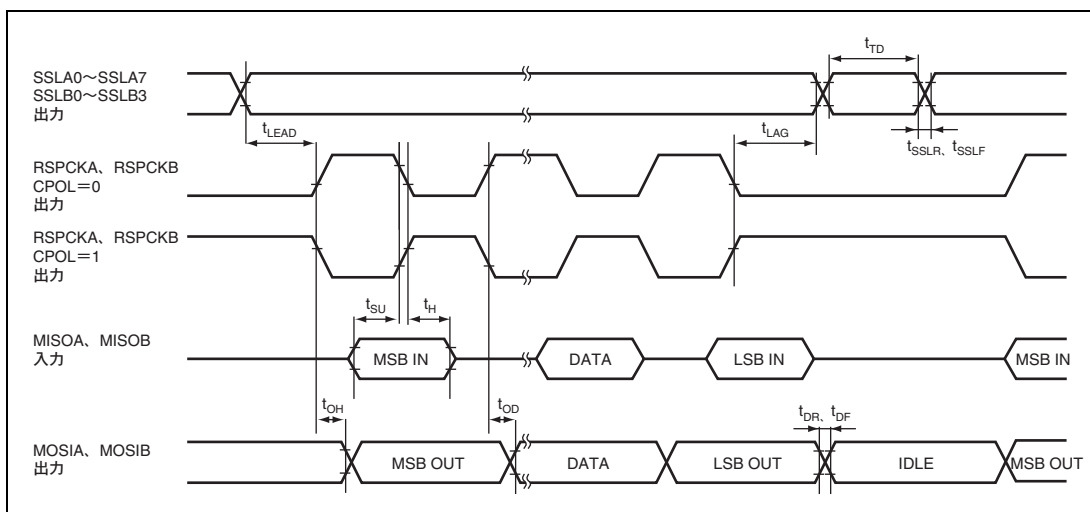 SSLA0～SSLA7
SSLB0～SSLB3
出力
tTD
tLEAD
tLAG
tSSLR、tSSLF
RSPCKA、RSPCKB
CPOL＝0
出力
RSPCKA、RSPCKB
CPOL＝1
出力
tSU
tH
MISOA、MISOB
入力
MSB IN
DATA
LSB IN
MSB IN
tOH
tOD
tDR、tDF
MOSIA、MOSIB
出力
MSB OUT
DATA
LSB OUT
IDLE
MSB OUT